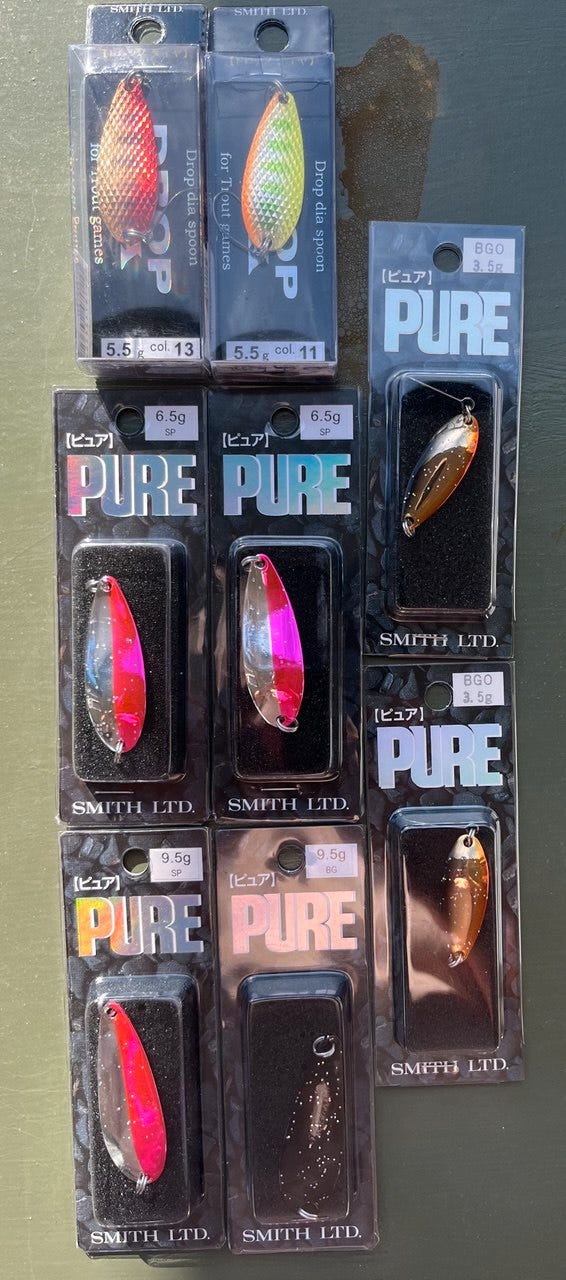 SMITH LTD.
Drop dia spoon
for Trout games
DROP
5.5g col. 13
SMITH LTD.
Drop dia spoon
for Trout games
5.5g col. 11
BGO
3.5g
【ピュア】
PURE
SMITH LTD.
6.5g
SP
【ピュア】
PURE
SMITH LTD.
6.5g
SP
【ピュア】
PURE
SMITH LTD.
BGO
3.5g
【ピュア】
PURE
SMITH LTD.
9.5g
SP
【ピュア】
PURE
SMITH LTD.
9.5g
BG
【ピュア】
PURE
SMITH LTD.